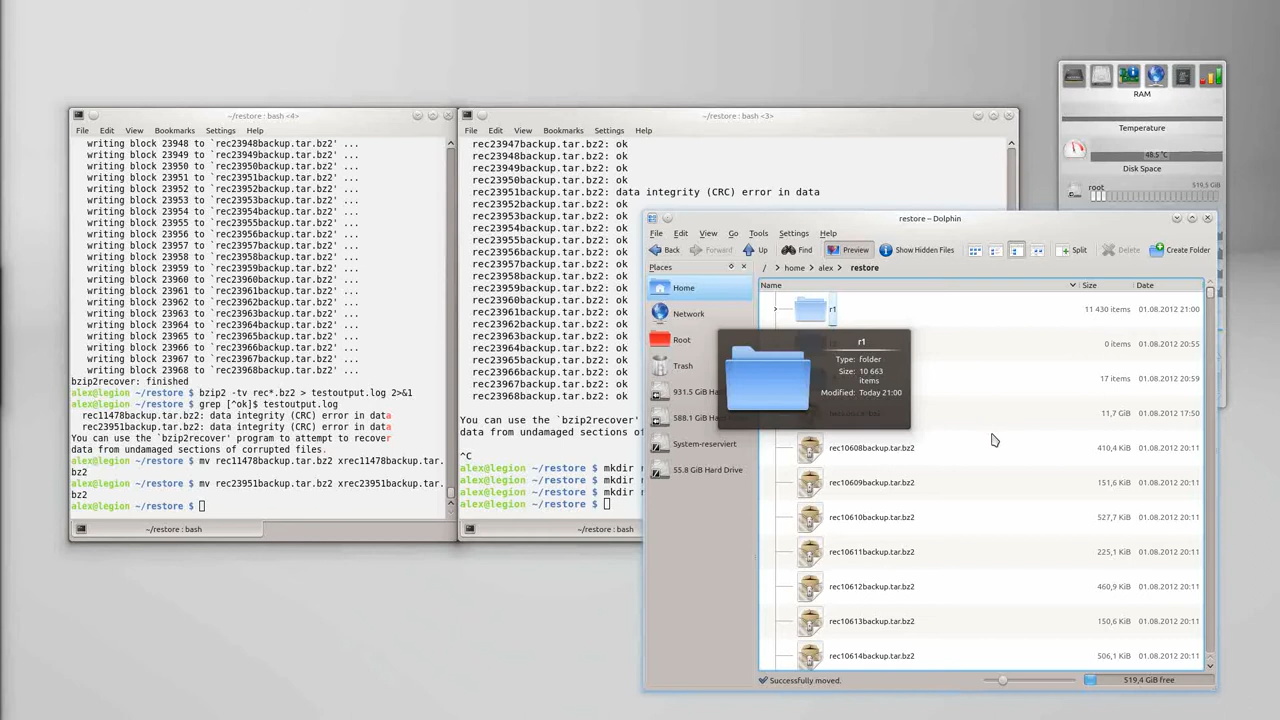 ~/restore : bash <4>
File Edit View Bookmarks Settings Help
writing block 23948 to `rec23948backup.tar.bz2' ...
writing block 23949 to `rec23949backup.tar.bz2' ...
writing block 23950 to `rec23950backup.tar.bz2' ...
writing block 23951 to `rec23951backup.tar.bz2' ...
writing block 23952 to `rec23952backup.tar.bz2' ...
writing block 23953 to `rec23953backup.tar.bz2' ...
writing block 23954 to `rec23954backup.tar.bz2' ...
writing block 23955 to `rec23955backup.tar.bz2' ...
writing block 23956 to `rec23956backup.tar.bz2' ...
writing block 23957 to `rec23957backup.tar.bz2' ...
writing block 23958 to `rec23958backup.tar.bz2' ...
writing block 23959 to `rec23959backup.tar.bz2' ...
writing block 23960 to `rec23960backup.tar.bz2' ...
writing block 23961 to `rec23961backup.tar.bz2' ...
writing block 23962 to `rec23962backup.tar.bz2' ...
writing block 23963 to `rec23963backup.tar.bz2' ...
writing block 23964 to `rec23964backup.tar.bz2' ...
writing block 23965 to `rec23965backup.tar.bz2' ...
writing block 23966 to `rec23966backup.tar.bz2' ...
writing block 23967 to `rec23967backup.tar.bz2' ...
writing block 23968 to `rec23968backup.tar.bz2' ...
bzip2recover: finished
alex@legion ~/restore $ bzip2 -tv rec*.bz2 > testoutput.log 2>&1
alex@legion ~/restore $ grep [^ok]$ testoutput.log
rec11478backup.tar.bz2: data integrity (CRC) error in data
rec23951backup.tar.bz2: data integrity (CRC) error in data
You can use the `bzip2recover' program to attempt to recover
data from undamaged sections of corrupted files.
alex@legion ~/restore $ mv rec11478backup.tar.bz2 xrec11478backup.tar.
bz2
alex@legion ~/restore $ mv rec23951backup.tar.bz2 xrec23951backup.tar.
bz2
alex@legion ~/restore $
~/restore : bash
~/restore : bash <3>
File Edit View Bookmarks Settings Help
rec23947backup.tar.bz2: ok
rec23948backup.tar.bz2: ok
rec23949backup.tar.bz2: ok
rec23950backup.tar.bz2: ok
rec23951backup.tar.bz2: data integrity (CRC) error in data
rec23952backup.tar.bz2: ok
rec23953backup.tar.bz2: ok
rec23954backup.tar.bz2: ok
rec23955backup.tar.bz2: ok
rec23956backup.tar.bz2: ok
rec23957backup.tar.bz2: ok
rec23958backup.tar.bz2: ok
rec23959backup.tar.bz2: ok
rec23960backup.tar.bz2: ok
rec23961backup.tar.bz2: ok
rec23962backup.tar.bz2: ok
rec23963backup.tar.bz2: ok
rec23964backup.tar.bz2: ok
rec23965backup.tar.bz2: ok
rec23966backup.tar.bz2: ok
rec23967backup.tar.bz2: ok
rec23968backup.tar.bz2: ok
You can use the `bzip2recover'
data from undamaged sections of
^C
alex@legion ~/restore $ mkdir
alex@legion ~/restore $ mkdir
alex@legion ~/restore $ mkdir
alex@legion ~/restore $
~/restore : bash
restore – Dolphin
File Edit View Go Tools Settings Help
Back Forward Up Find Preview Show Hidden Files Split Delete Create Folder
Places
/ > home > alex > restore
Home
Network
Root
Trash
931.5 GiB Ha
588.1 GiB Ha
System-reserviert
55.8 GiB Hard Drive
Name Size Date
r1 11 430 items 01.08.2012 21:00
0 items 01.08.2012 20:55
17 items 01.08.2012 20:59
11,7 GiB 01.08.2012 17:50
rec10608backup.tar.bz2 410,4 KiB 01.08.2012 20:11
rec10609backup.tar.bz2 151,6 KiB 01.08.2012 20:11
rec10610backup.tar.bz2 527,7 KiB 01.08.2012 20:11
rec10611backup.tar.bz2 225,1 KiB 01.08.2012 20:11
rec10612backup.tar.bz2 460,9 KiB 01.08.2012 20:11
rec10613backup.tar.bz2 150,6 KiB 01.08.2012 20:11
rec10614backup.tar.bz2 506,1 KiB 01.08.2012 20:11
r1
Type: folder
Size: 10 663
items
Modified: Today 21:00
Successfully moved.
519,4 GiB free
RAM
Temperature
48.5 °C
Disk Space
root 519,5 GiB